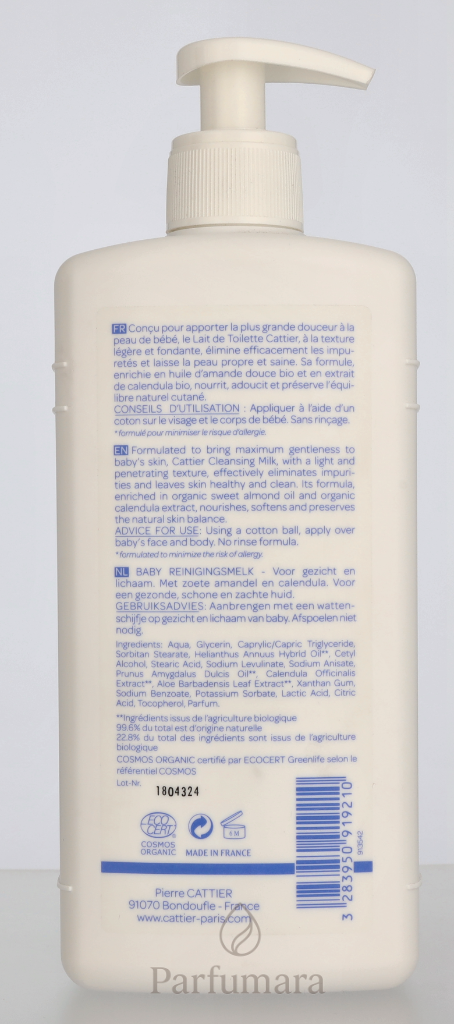 FR Conçu pour apporter la plus grande douceur à la
peau de bébé, le Lait de Toilette Cattier, à la texture
légère et fondante, élimine efficacement les impu-
retés et laisse la peau propre et saine. Sa formule,
enrichie en huile d'amande douce bio et en extrait
de calendula bio, nourrit, adoucit et préserve l'équi-
libre naturel cutané.
CONSEILS D'UTILISATION : Appliquer à l'aide d'un
coton sur le visage et le corps de bébé. Sans rinçage.
*formulé pour minimiser le risque d'allergie.
EN Formulated to bring maximum gentleness to
baby's skin, Cattier Cleansing Milk, with a light and
penetrating texture, effectively eliminates impuri-
ties and leaves skin healthy and clean. Its formula,
enriched in organic sweet almond oil and organic
calendula extract, nourishes, softens and preserves
the natural skin balance.
ADVICE FOR USE: Using a cotton ball, apply over
baby's face and body. No rinse formula.
*formulated to minimize the risk of allergy.
NL BABY REINIGINGSMELK - Voor gezicht en
lichaam. Met zoete amandel en calendula. Voor
een gezonde, schone en zachte huid.
GEBRUIKSADVIES: Aanbrengen met een watten-
schijfje op gezicht en lichaam van baby. Afspoelen niet
nodig.
Ingredients: Aqua, Glycerin, Caprylic/Capric Triglyceride,
Sorbitan Stearate, Helianthus Annuus Hybrid Oil**, Cetyl
Alcohol, Stearic Acid, Sodium Levulinate, Sodium Anisate,
Prunus Amygdalus Dulcis Oil**, Calendula Officinalis
Extract**, Aloe Barbadensis Leaf Extract**, Xanthan Gum,
Sodium Benzoate, Potassium Sorbate, Lactic Acid, Citric
Acid, Tocopherol, Parfum.
**Ingrédients issus de l'agriculture biologique
99.6% du total est d'origine naturelle
22.8% du total des ingrédients sont issus de l'agriculture
biologique
COSMOS ORGANIC certifié par ECOCERT Greenlife selon le
référentiel COSMOS
Lot-Nr. 1804324
ECO
CERT
COSMOS
ORGANIC
6 M
MADE IN FRANCE
3 283950 919210
913542
Pierre CATTIER
91070 Bondoufle - France
www.cattier-paris.com
Parfumara